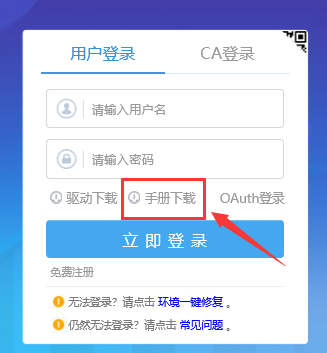 用户登录 CA登录
请输入用户名
请输入密码
驱动下载 手册下载 OAuth登录
立即登录
免费注册
无法登录？请点击 环境一键修复 。
仍然无法登录？请点击 常见问题 。